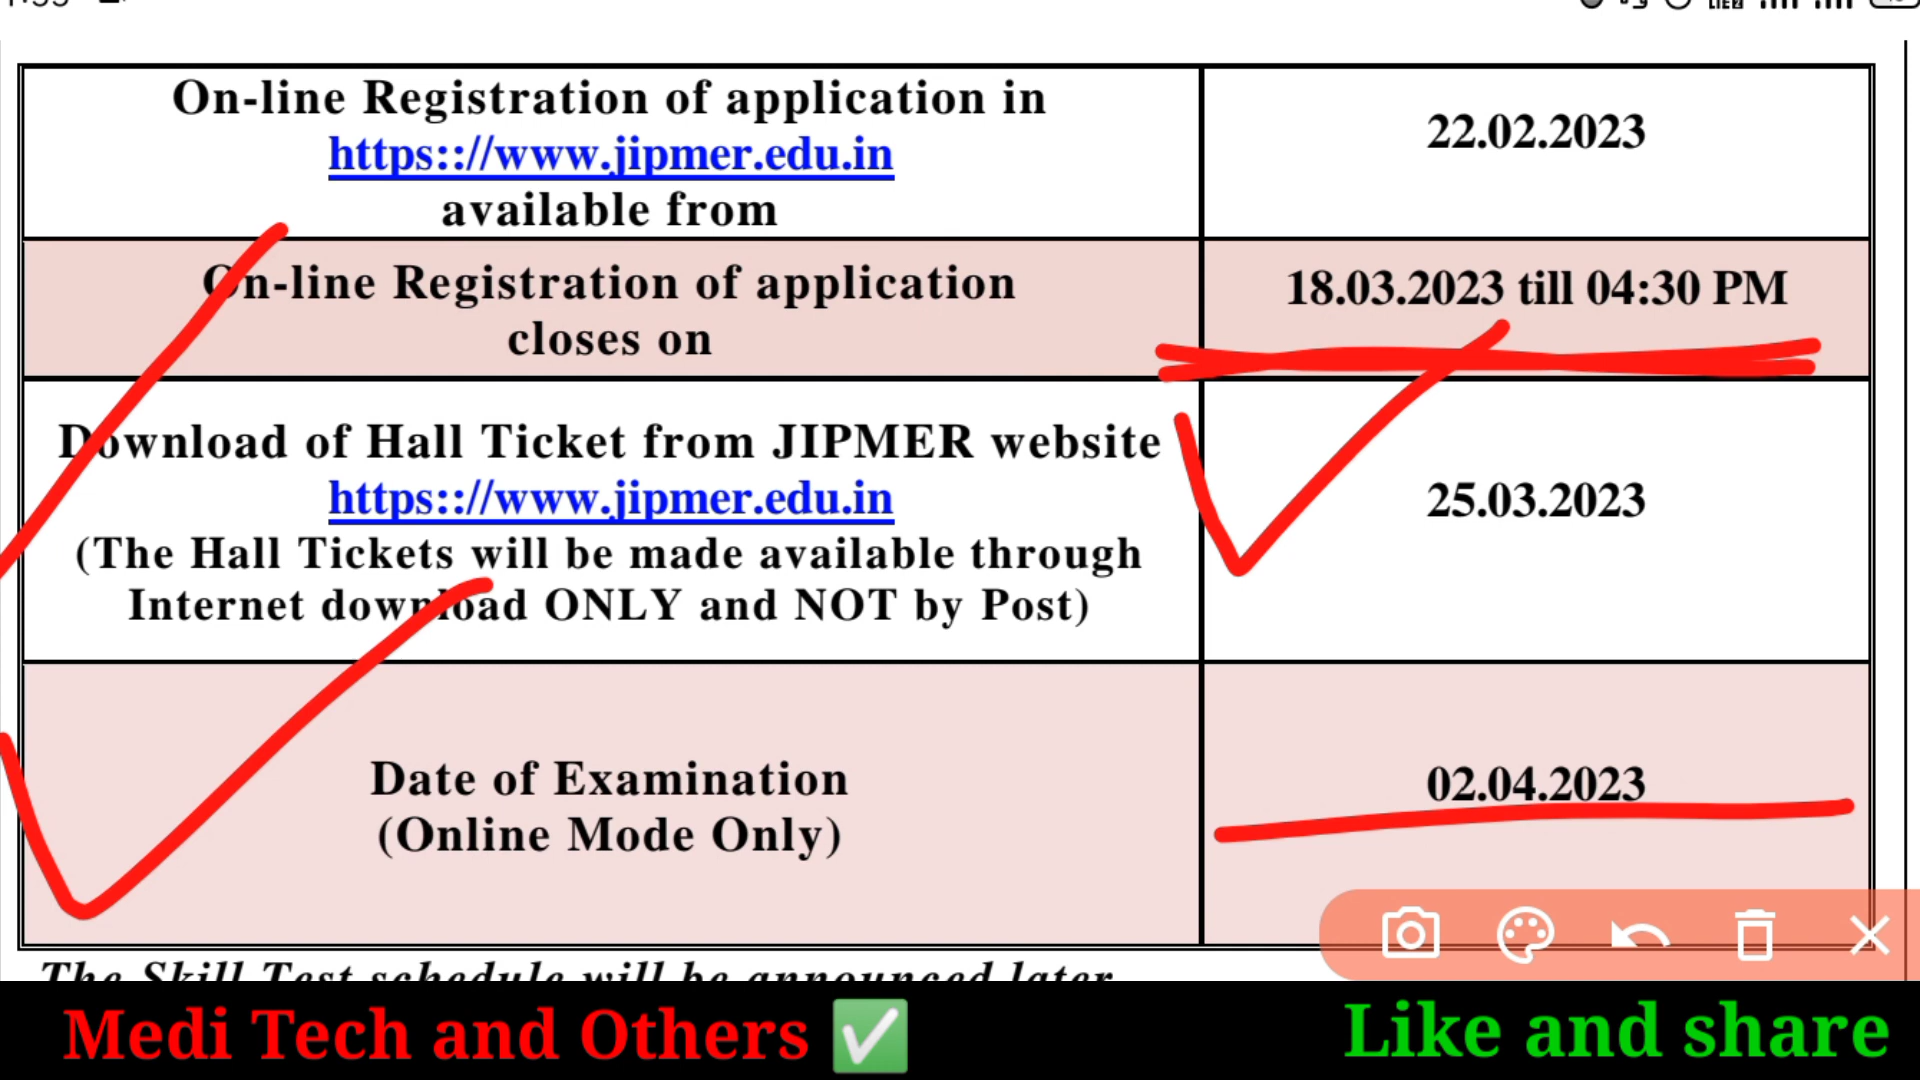 On-line Registration of application in
https:://www.jipmer.edu.in
available from
22.02.2023
On-line Registration of application
closes on
18.03.2023 till 04:30 PM
Download of Hall Ticket from JIPMER website
https:://www.jipmer.edu.in
(The Hall Tickets will be made available through
Internet download ONLY and NOT by Post)
25.03.2023
Date of Examination
(Online Mode Only)
02.04.2023
The Skill Test schedule will be announced later
Medi Tech and Others ✅
Like and share